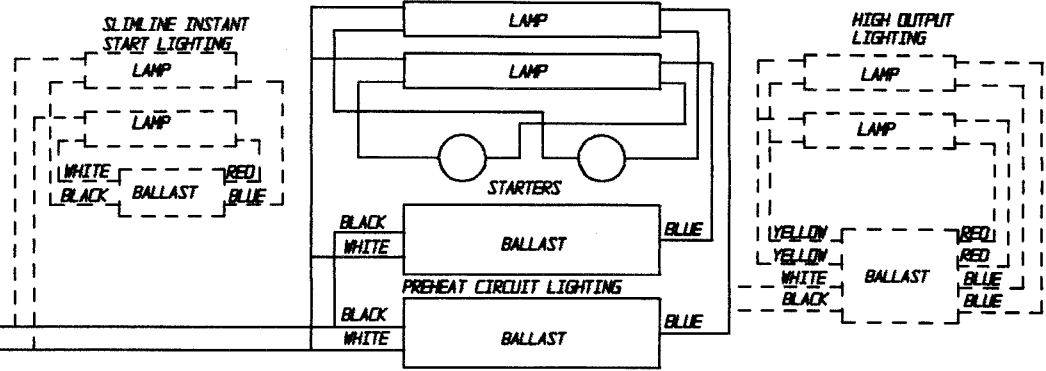 SLIMLINE INSTANT
START LIGHTING
LAMP
LAMP
WHITE
RED
BLACK
BALLAST
BLUE
LAMP
LAMP
STARTERS
BLACK
WHITE
BALLAST
BLUE
PREHEAT CIRCUIT LIGHTING
BLACK
WHITE
BALLAST
BLUE
HIGH OUTPUT
LIGHTING
LAMP
LAMP
YELLOW
YELLOW
WHITE
BLACK
BALLAST
RED
RED
BLUE
BLUE